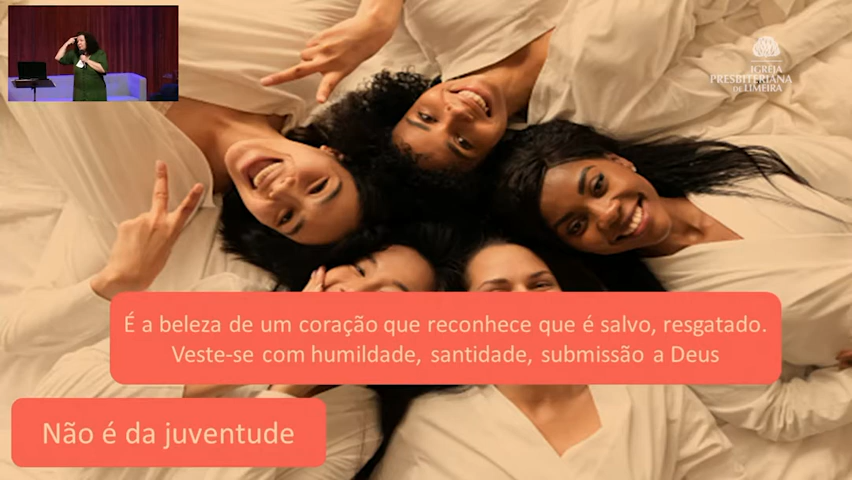 IGREJA
PRESBITERIANA
DE LIMEIRA
É a beleza de um coração que reconhece que é salvo, resgatado.
Veste-se com humildade, santidade, submissão a Deus
Não é da juventude